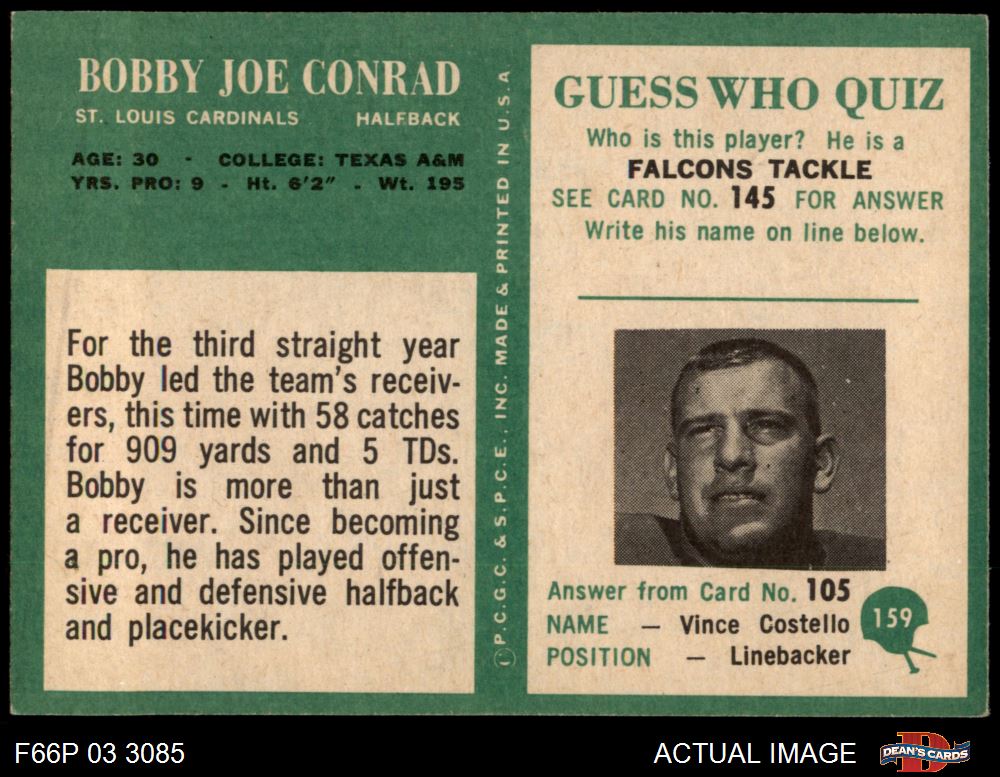 BOBBY JOE CONRAD
ST. LOUIS CARDINALS HALFBACK
AGE: 30 - COLLEGE: TEXAS A&M
YRS. PRO: 9 - Ht. 6'2" - Wt. 195
For the third straight year
Bobby led the team's receiv-
ers, this time with 58 catches
for 909 yards and 5 TDs.
Bobby is more than just
a receiver. Since becoming
a pro, he has played offen-
sive and defensive halfback
and placekicker.
©P.C.G.C. & S.P.C.E., INC. MADE & PRINTED IN U.S.A.
GUESS WHO QUIZ
Who is this player? He is a
FALCONS TACKLE
SEE CARD NO. 145 FOR ANSWER
Write his name on line below.
Answer from Card No. 105
NAME — Vince Costello
POSITION — Linebacker
159
F66P 03 3085
ACTUAL IMAGE
DEAN'S CARDS